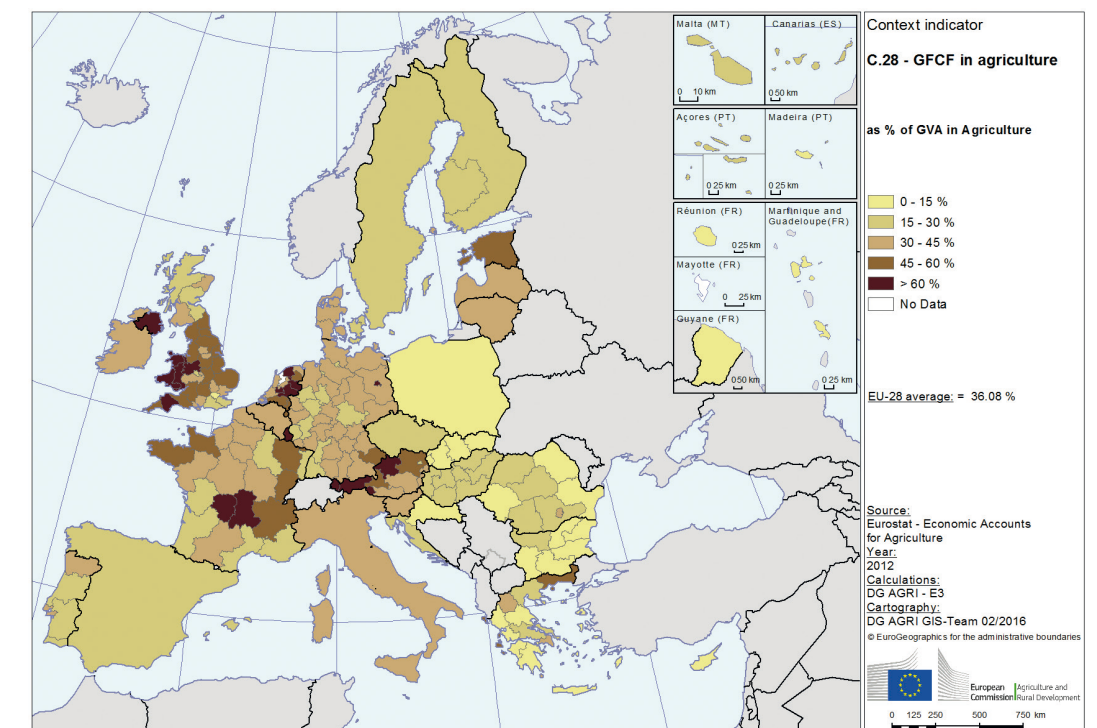 Malta (MT)
Canarias (ES)
0 10 km
0 50 km
Açores (PT)
Madeira (PT)
0 25 km
0 25 km
Réunion (FR)
Martinique and
Guadeloupe(FR)
0 25 km
Mayotte (FR)
0 25km
Guyane (FR)
0 50 km
0 25 km
Context indicator
C.28 - GFCF in agriculture
as % of GVA in Agriculture
0 - 15 %
15 - 30 %
30 - 45 %
45 - 60 %
> 60 %
No Data
EU-28 average: = 36.08 %
Source:
Eurostat - Economic Accounts
for Agriculture
Year:
2012
Calculations:
DG AGRI - E3
Cartography:
DG AGRI GIS-Team 02/2016
© EuroGeographics for the administrative boundaries
European
Commission
Agriculture and
Rural Development
0 125 250 500 750 km